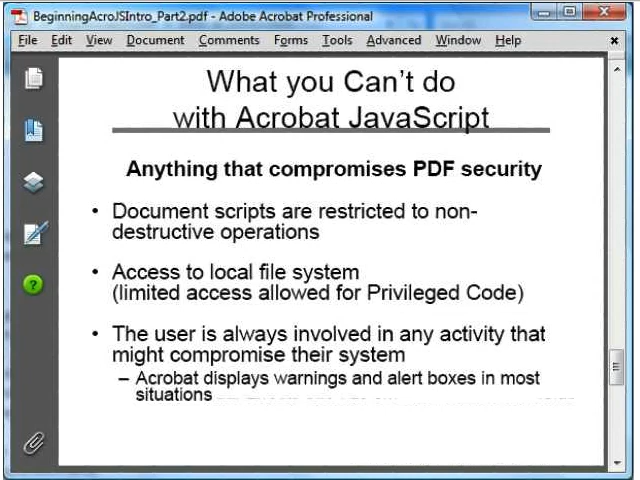 BeginningAcroJSIntro_Part2.pdf - Adobe Acrobat Professional
File Edit View Document Comments Forms Tools Advanced Window Help
What you Can't do
with Acrobat JavaScript
Anything that compromises PDF security
• Document scripts are restricted to non-
destructive operations
• Access to local file system
(limited access allowed for Privileged Code)
• The user is always involved in any activity that
might compromise their system
– Acrobat displays warnings and alert boxes in most
situations